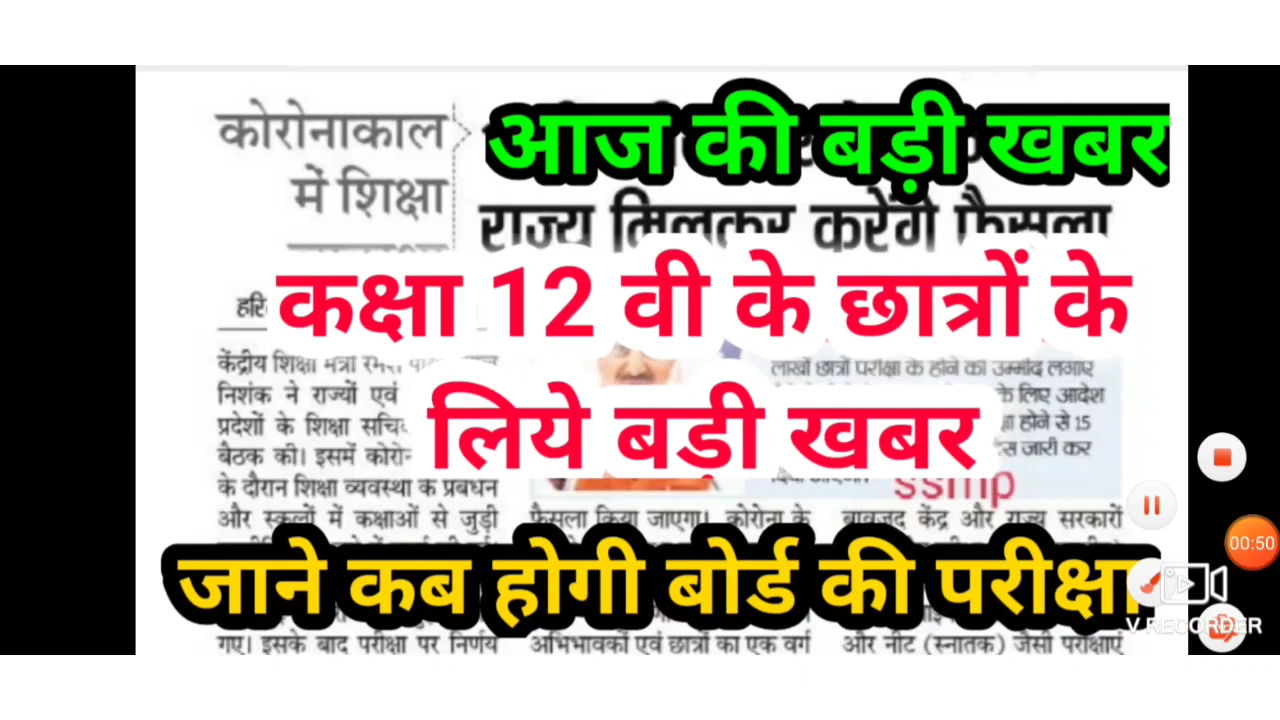 कोरोनाकाल
में शिक्षा
आज की बड़ी खबर
राज्य मिलकर करेंगे फैसला
कक्षा 12 वी के छात्रों के
लिये बड़ी खबर
हरि
केंद्रीय शिक्षा मंत्री
निशंक ने राज्यों एवं
प्रदेशों के शिक्षा
बैठक की। इसमें
के दौरान शिक्षा व्यवस्था के प्रबंधन
और स्कूलों में कक्षाओं से जुड़ी
लाखों छात्रों परीक्षा के होने की उम्मीद लगाए
के लिए आदेश
होने से 15
जारी कर
ssmp
फैसला किया जाएगा। कोरोना के
बावजूद केंद्र और राज्य सरकारों
जाने कब होगी बोर्ड की परीक्षा
गए। इसके बाद परीक्षा पर निर्णय
अभिभावकों एवं छात्रों का एक वर्ग
और नीट (स्नातक) जैसी परीक्षाएं
00:50
V RECORDER